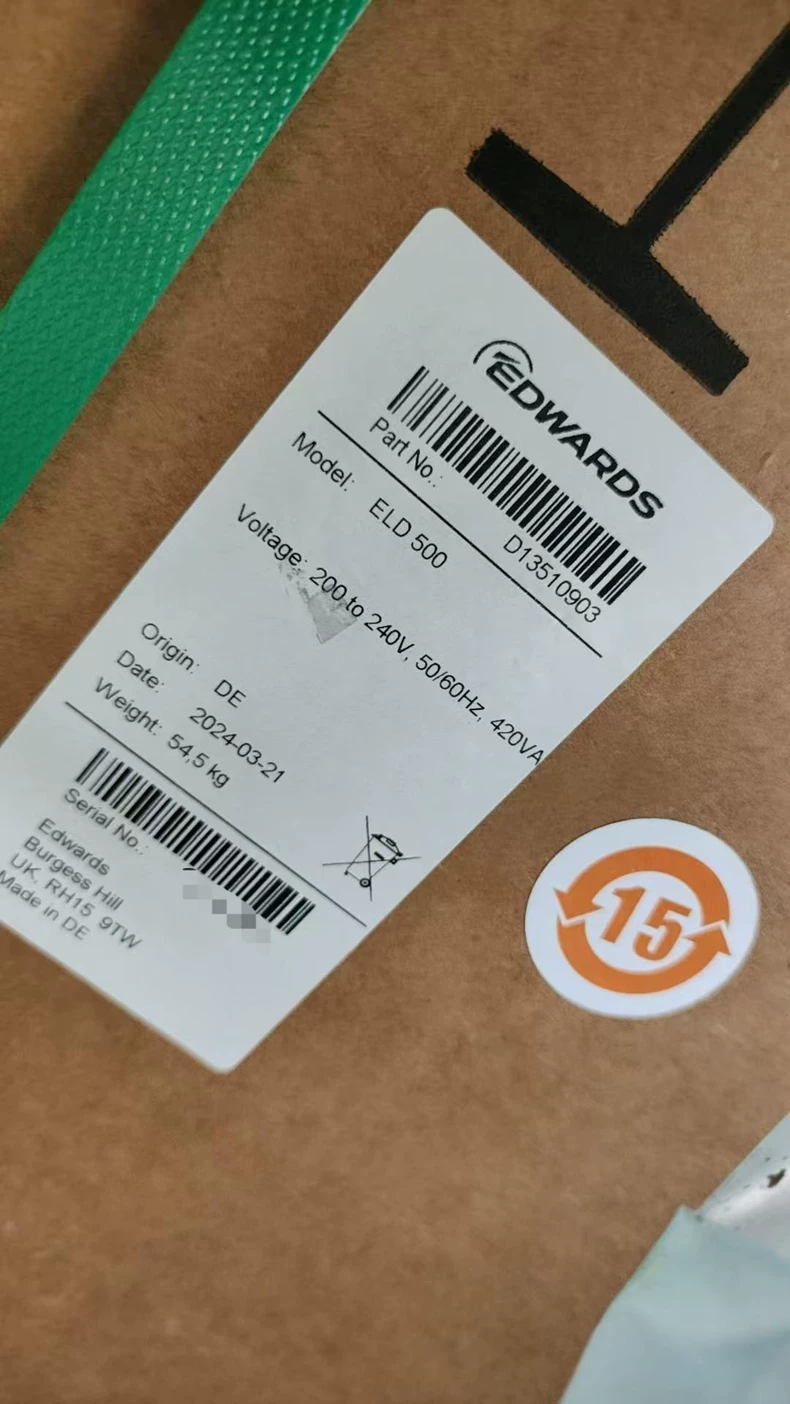 EDWARDS
Part No.: D13510903
Model: ELD 500
Voltage: 200 to 240V, 50/60Hz, 420VA
Origin: DE
Date: 2024-03-21
Weight: 54,5 kg
Serial No.:
Edwards
Burgess Hill
UK, RH15 9TW
Made in DE
15